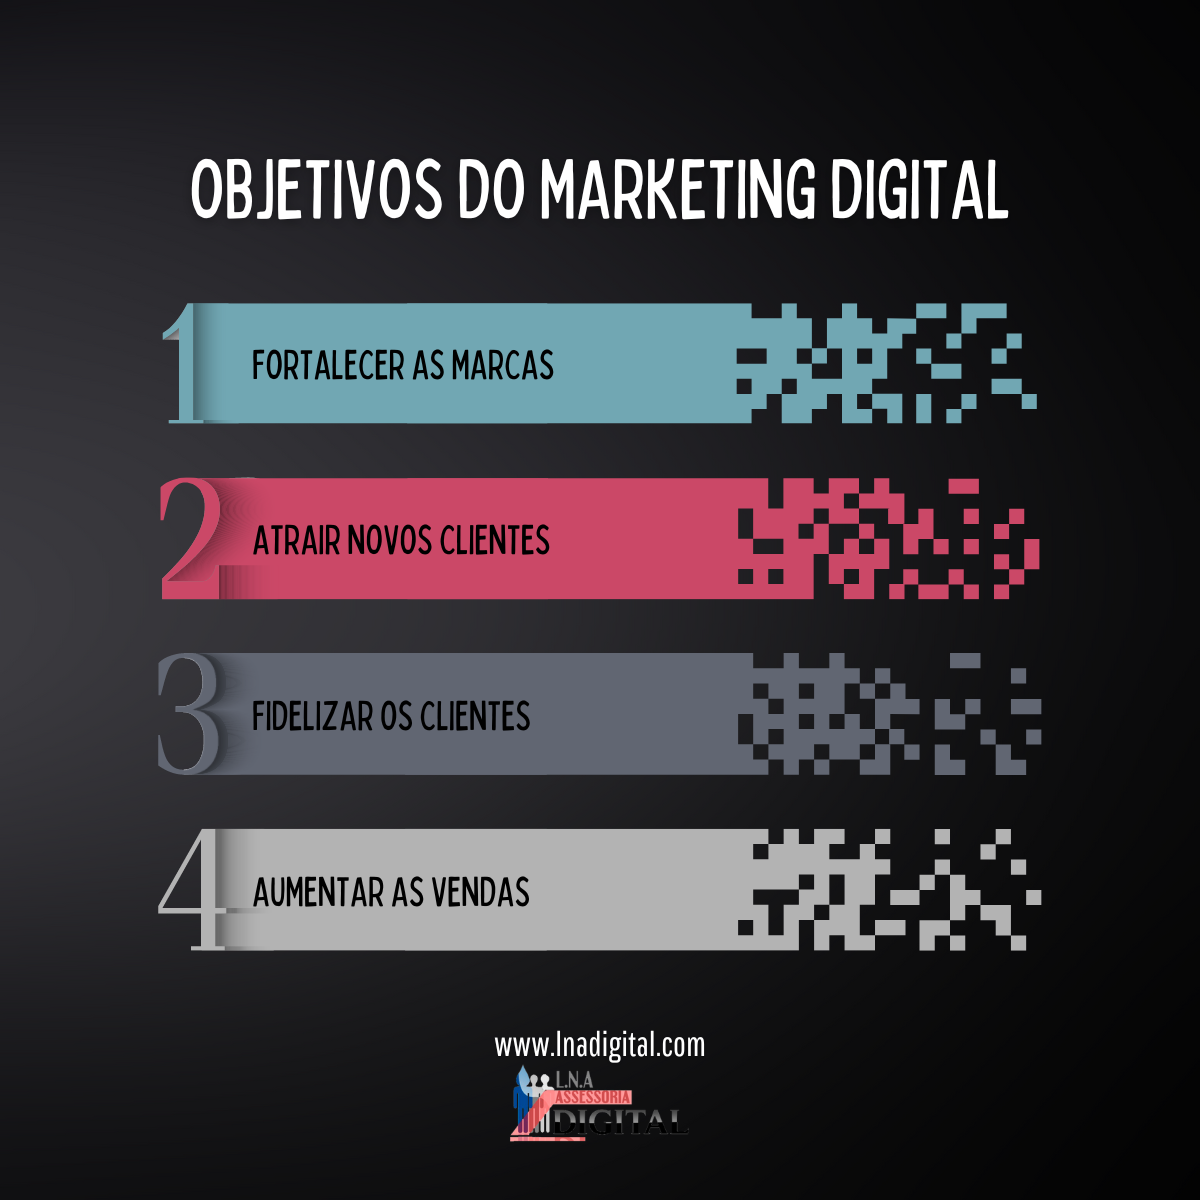 OBJETIVOS DO MARKETING DIGITAL
1
FORTALECER AS MARCAS
2
ATRAIR NOVOS CLIENTES
3
FIDELIZAR OS CLIENTES
4
AUMENTAR AS VENDAS
www.lnadigital.com
L.N.A
ASSESSORIA
DIGITAL